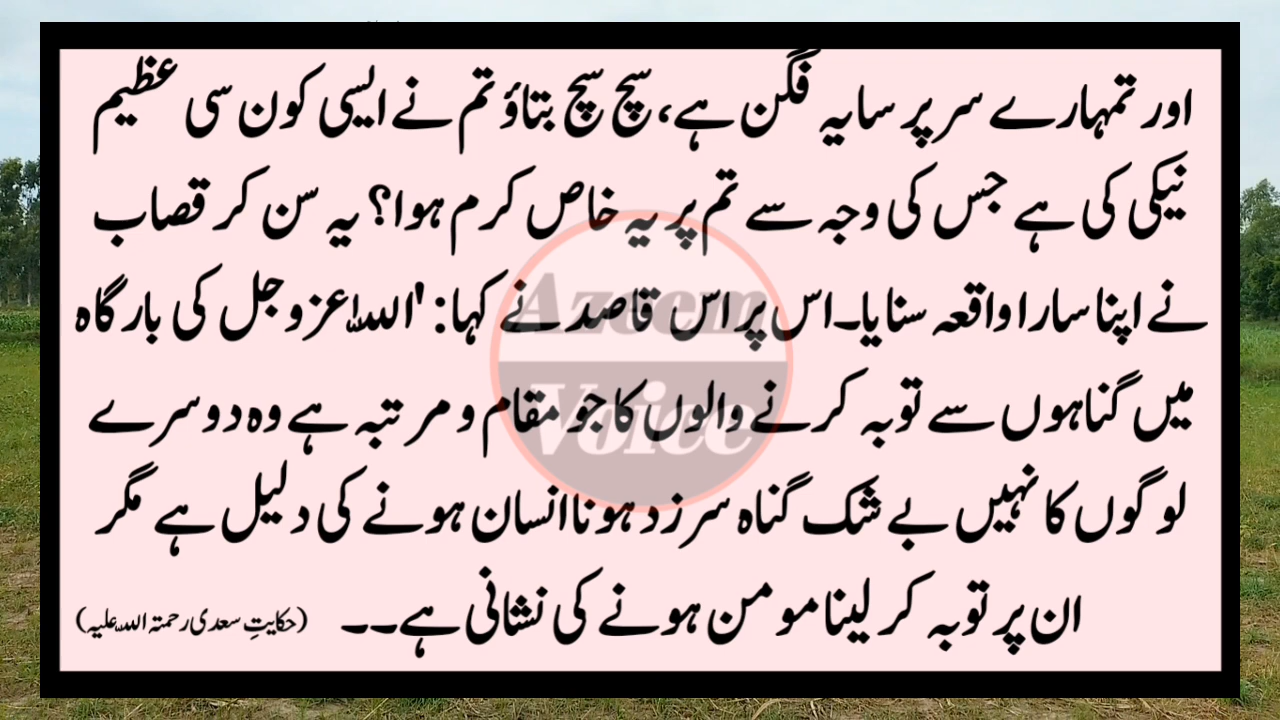 اور تمہارے سر پر سایہ فگن ہے، سچ سچ بتاؤ تم نے ایسی کون سی عظیم
نیکی کی ہے جس کی وجہ سے تم پر یہ خاص کرم ہوا؟ یہ سن کر قصاب
نے اپنا سارا واقعہ سنایا۔ اس پر اس قاصد نے کہا: 'اللہ عزوجل کی بارگاہ
میں گناہوں سے توبہ کرنے والوں کا جو مقام و مرتبہ ہے وہ دوسرے
لوگوں کا نہیں بے شک گناہ سرزد ہونا انسان ہونے کی دلیل ہے مگر
ان پر توبہ کر لینا مومن ہونے کی نشانی ہے۔۔ (حکایتِ سعدی رحمتہ اللہ علیہ)
Azeem
Voice